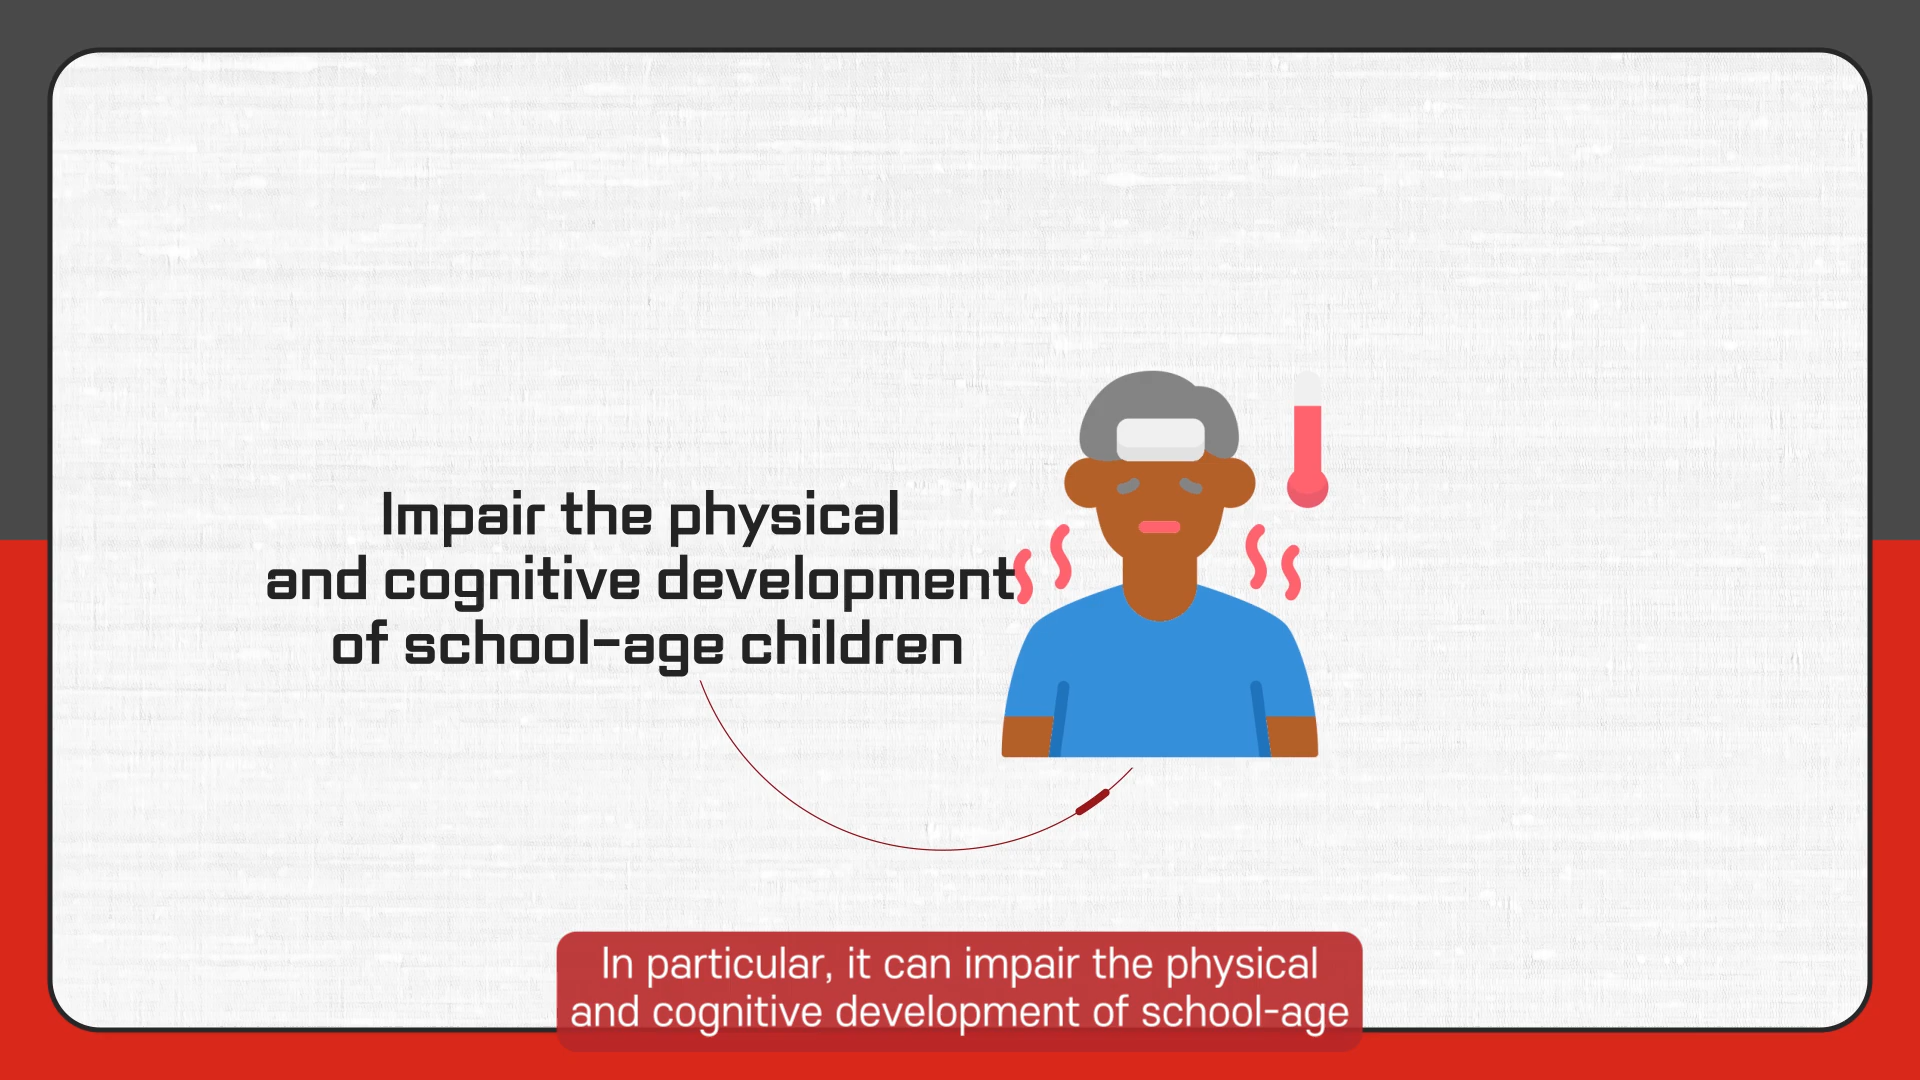 Impair the physical
and cognitive development
of school-age children
In particular, it can impair the physical
and cognitive development of school-age